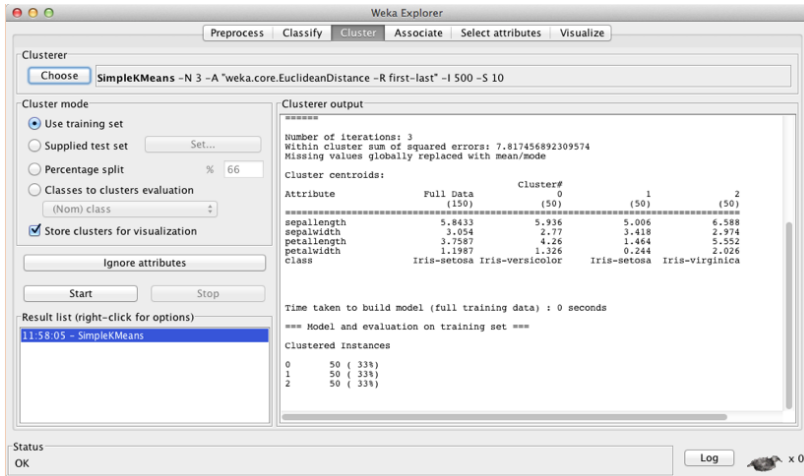 Weka Explorer
Preprocess Classify Cluster Associate Select attributes Visualize
Clusterer
Choose SimpleKMeans -N 3 -A "weka.core.EuclideanDistance -R first-last" -I 500 -S 10
Cluster mode
Use training set
Supplied test set Set...
Percentage split % 66
Classes to clusters evaluation
(Nom) class
Store clusters for visualization
Ignore attributes
Start Stop
Result list (right-click for options)
11:58:05 - SimpleKMeans
Clusterer output
======
Number of iterations: 3
Within cluster sum of squared errors: 7.817456892309574
Missing values globally replaced with mean/mode
Cluster centroids:
Cluster#
Attribute Full Data 0 1 2
(150) (50) (50) (50)
==================================================================
sepallength 5.8433 5.936 5.006 6.588
sepalwidth 3.054 2.77 3.418 2.974
petallength 3.7587 4.26 1.464 5.552
petalwidth 1.1987 1.326 0.244 2.026
class Iris-setosa Iris-versicolor Iris-setosa Iris-virginica
Time taken to build model (full training data) : 0 seconds
=== Model and evaluation on training set ===
Clustered Instances
0 50 ( 33%)
1 50 ( 33%)
2 50 ( 33%)
Status
OK
Log x 0